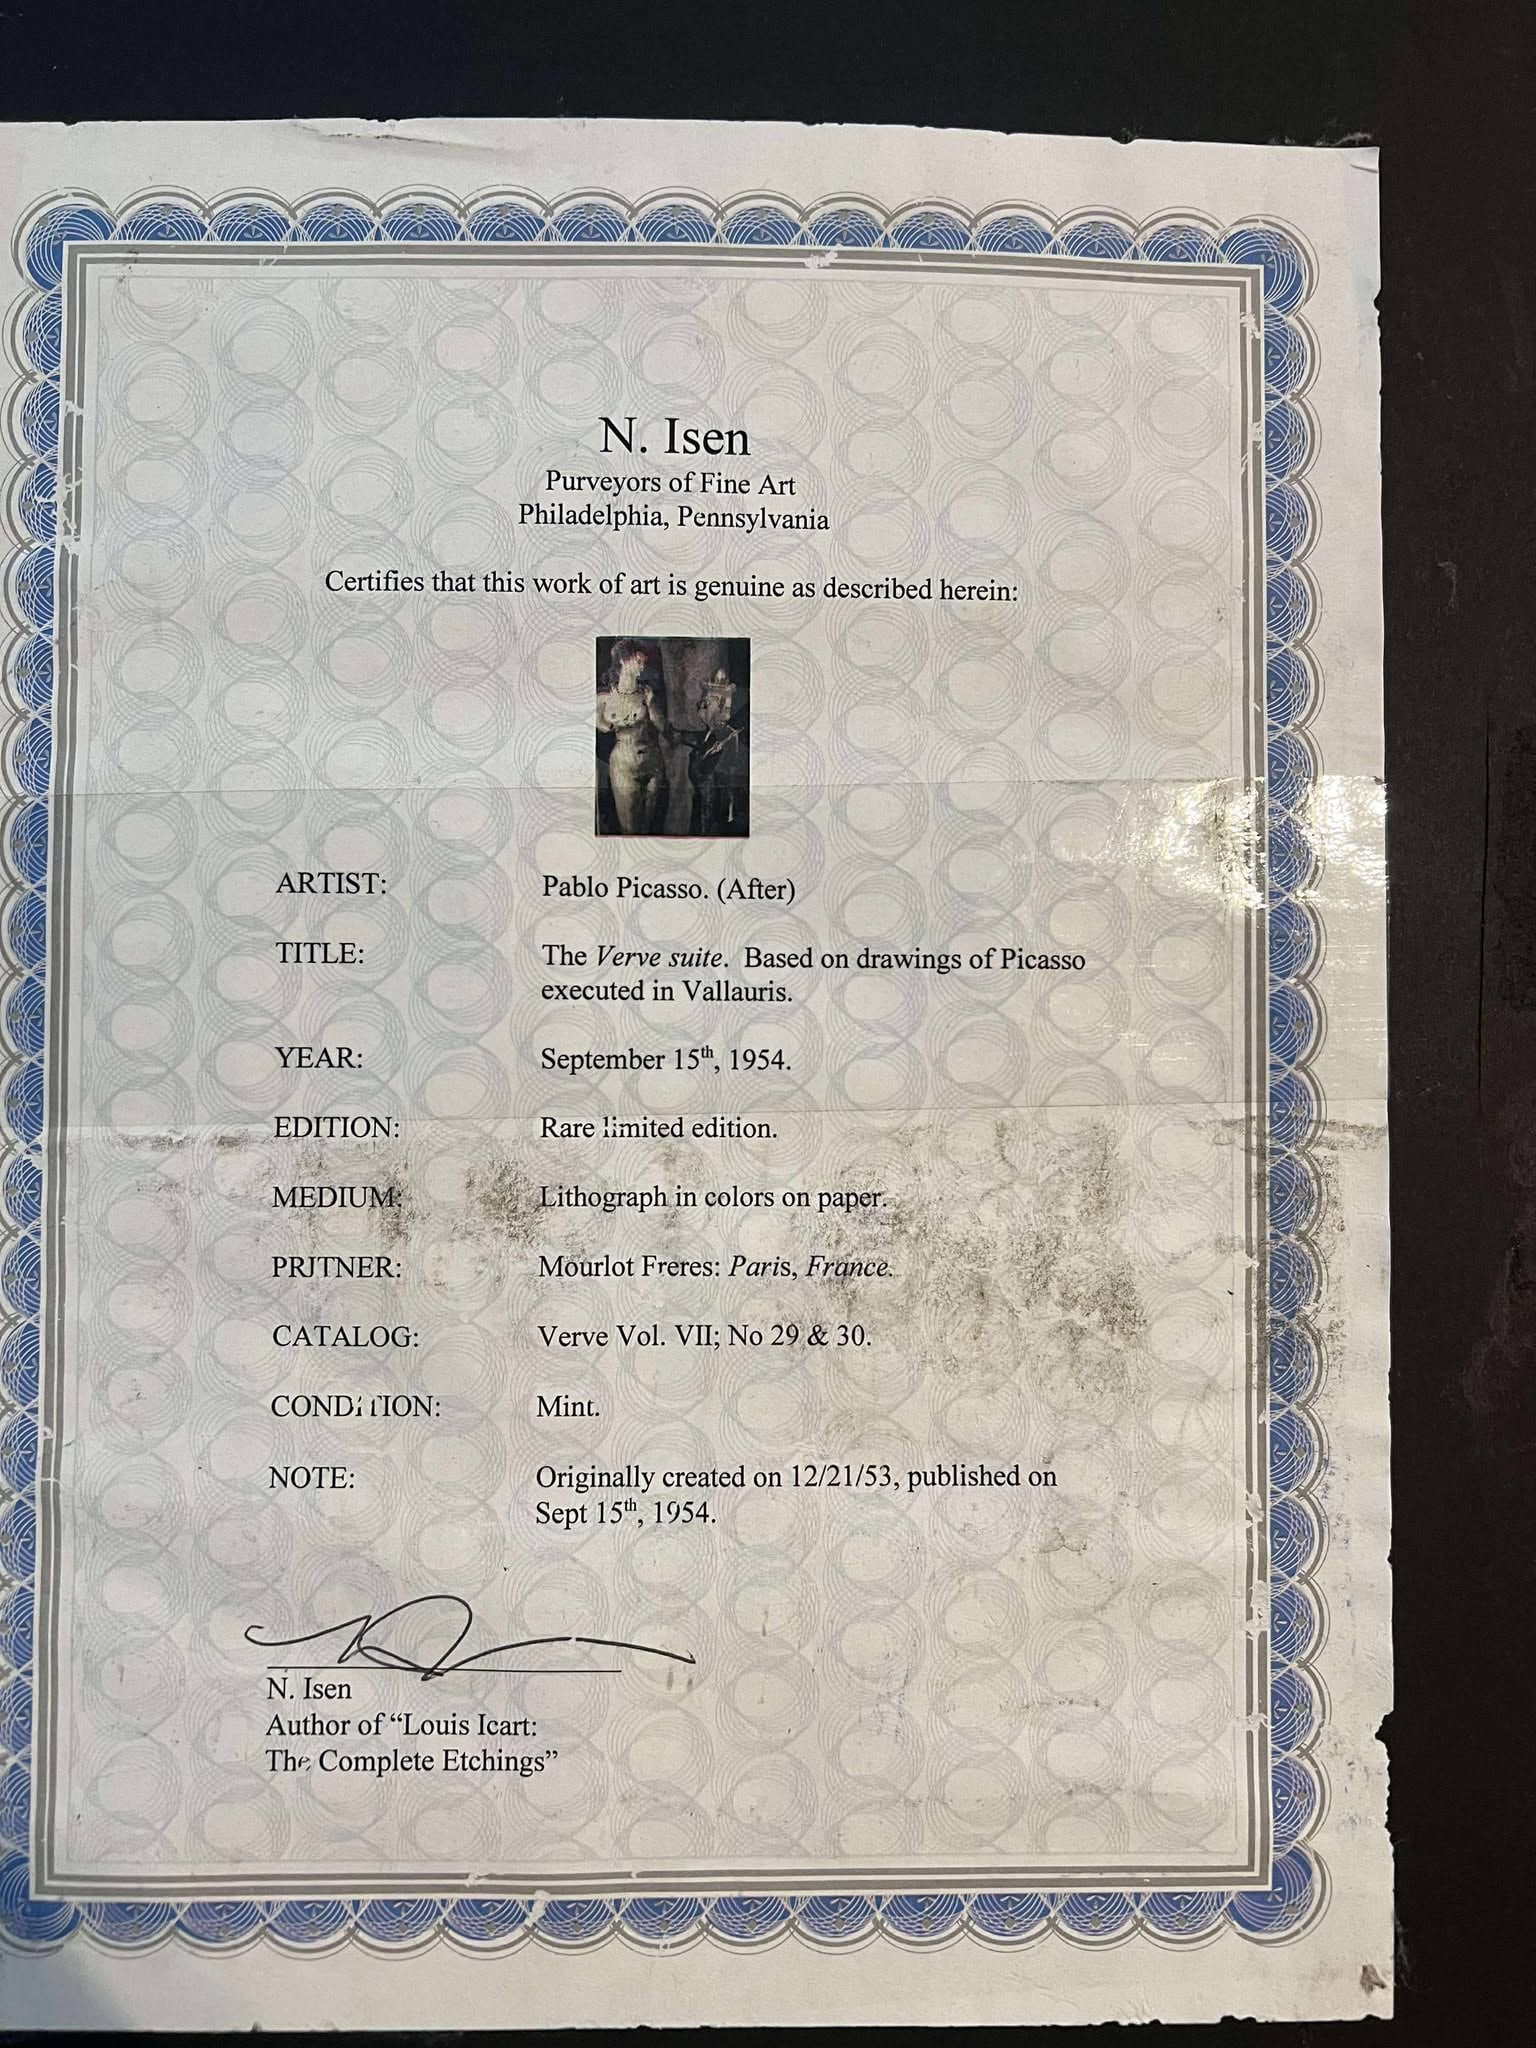 N. Isen
Purveyors of Fine Art
Philadelphia, Pennsylvania
Certifies that this work of art is genuine as described herein:
ARTIST: Pablo Picasso. (After)
TITLE: The Verve suite. Based on drawings of Picasso
executed in Vallauris.
YEAR: September 15th, 1954.
EDITION: Rare limited edition.
MEDIUM: Lithograph in colors on paper.
PRJTNER: Mourlot Freres: Paris, France.
CATALOG: Verve Vol. VII; No 29 & 30.
CONDITION: Mint.
NOTE: Originally created on 12/21/53, published on
Sept 15th, 1954.
N. Isen
Author of “Louis Icart:
The Complete Etchings”